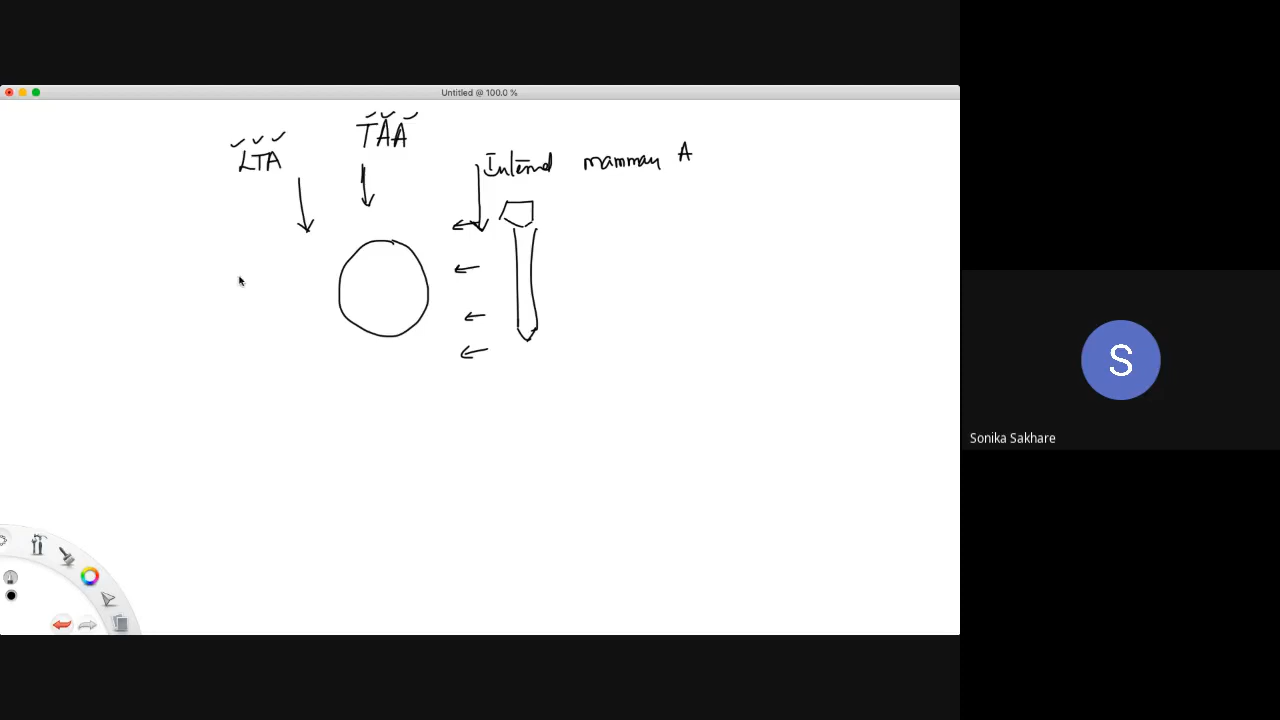 Untitled @ 100.0 %
TAA
LTA
Internal mammary A
S
Sonika Sakhare